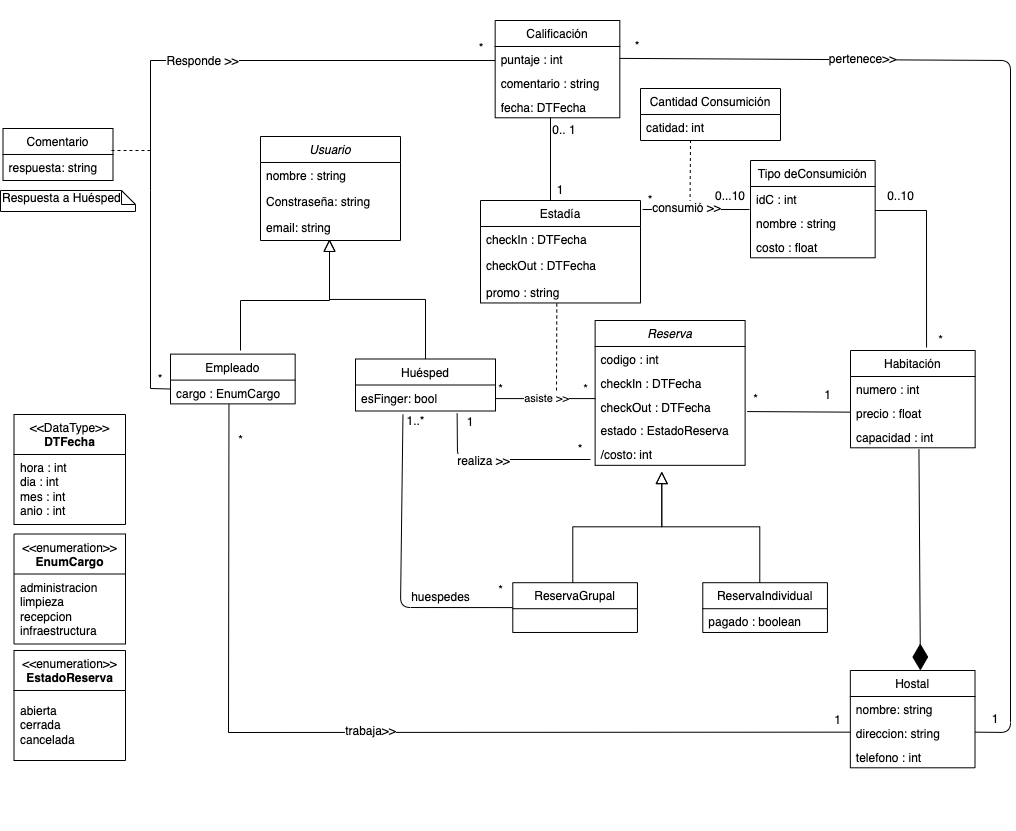 Calificación
puntaje : int
comentario : string
fecha: DTFecha
*
Responde >>
*
pertenece>>
Cantidad Consumición
catidad: int
0.. 1
1
Comentario
respuesta: string
Respuesta a Huésped
Usuario
nombre : string
Constraseña: string
email: string
Tipo deConsumición
idC : int
nombre : string
costo : float
*
consumió >>
0...10
0..10
Estadía
checkIn : DTFecha
checkOut : DTFecha
promo : string
Reserva
codigo : int
checkIn : DTFecha
checkOut : DTFecha
estado : EstadoReserva
/costo: int
*
Habitación
numero : int
precio : float
capacidad : int
*
1
*
Empleado
cargo : EnumCargo
*
Huésped
esFinger: bool
*
asiste >>
*
1..*
1
realiza >>
*
<<DataType>>
DTFecha
hora : int
dia : int
mes : int
anio : int
<<enumeration>>
EnumCargo
administracion
limpieza
recepcion
infraestructura
huespedes
*
ReservaGrupal
ReservaIndividual
pagado : boolean
<<enumeration>>
EstadoReserva
abierta
cerrada
cancelada
trabaja>>
1
Hostal
nombre: string
direccion: string
telefono : int
1